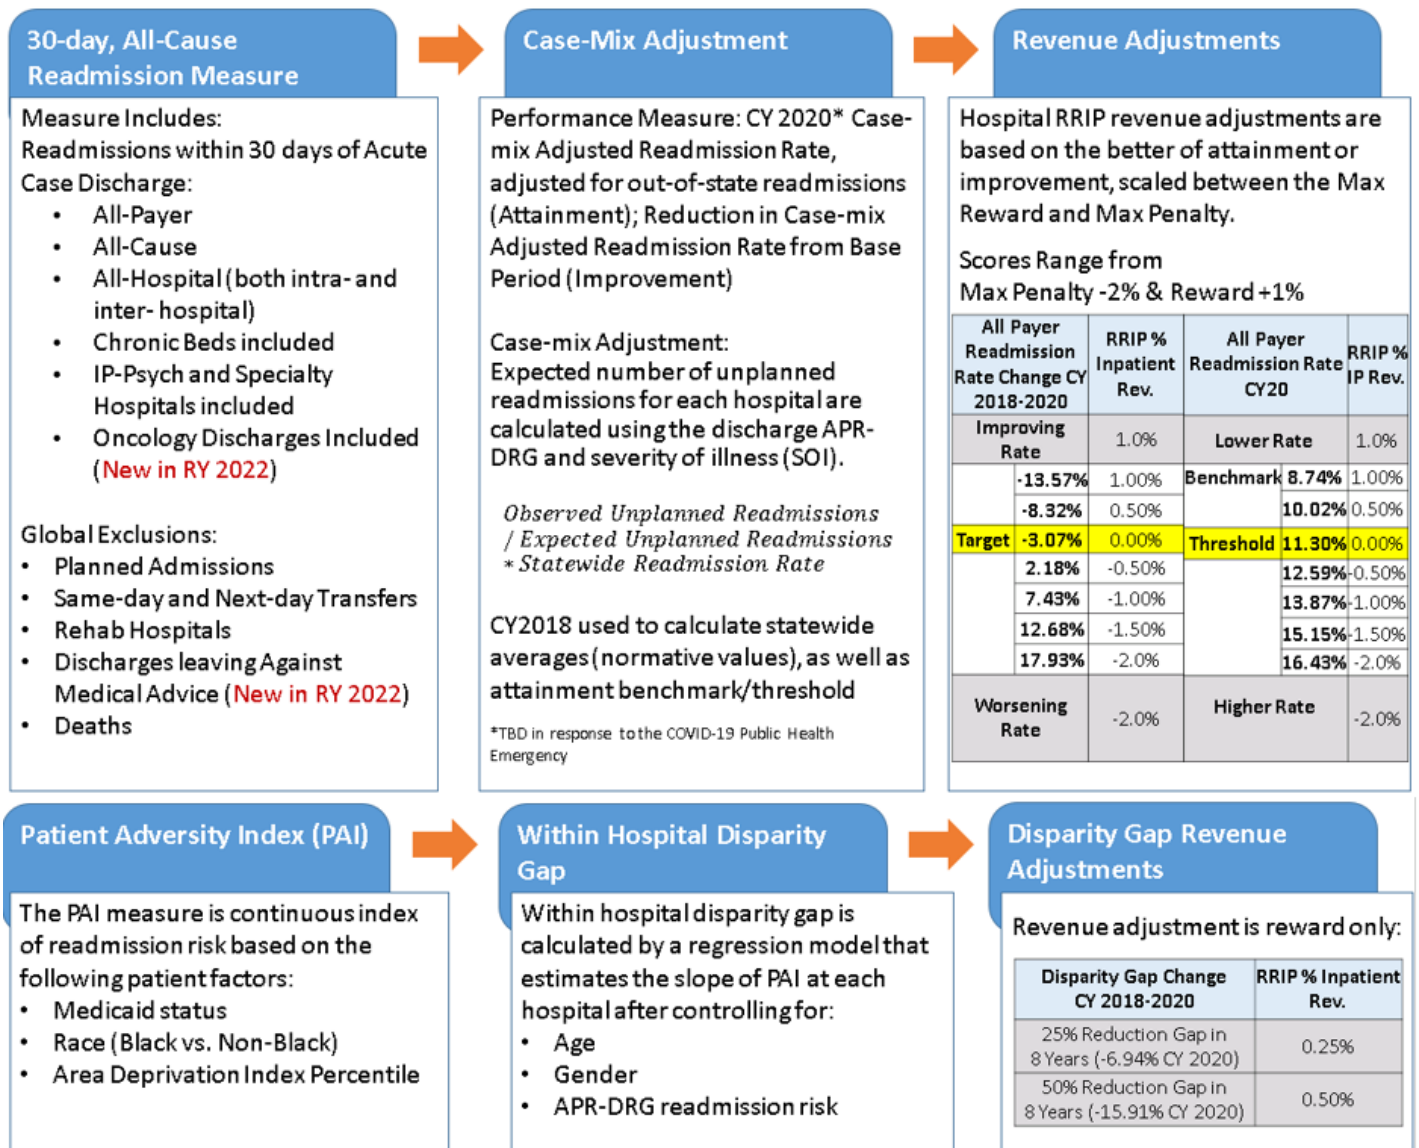 30-day, All-Cause
Readmission Measure
Measure Includes:
Readmissions within 30 days of Acute
Case Discharge:
• All-Payer
• All-Cause
• All-Hospital (both intra- and
inter- hospital)
• Chronic Beds included
• IP-Psych and Specialty
Hospitals included
• Oncology Discharges Included
(New in RY 2022)
Global Exclusions:
• Planned Admissions
• Same-day and Next-day Transfers
• Rehab Hospitals
• Discharges leaving Against
Medical Advice (New in RY 2022)
• Deaths
Case-Mix Adjustment
Performance Measure: CY 2020* Case-
mix Adjusted Readmission Rate,
adjusted for out-of-state readmissions
(Attainment); Reduction in Case-mix
Adjusted Readmission Rate from Base
Period (Improvement)
Case-mix Adjustment:
Expected number of unplanned
readmissions for each hospital are
calculated using the discharge APR-
DRG and severity of illness (SOI).
Observed Unplanned Readmissions
/ Expected Unplanned Readmissions
* Statewide Readmission Rate
CY2018 used to calculate statewide
averages (normative values), as well as
attainment benchmark/threshold
*TBD in response to the COVID-19 Public Health
Emergency
Revenue Adjustments
Hospital RRIP revenue adjustments are
based on the better of attainment or
improvement, scaled between the Max
Reward and Max Penalty.
Scores Range from
Max Penalty -2% & Reward +1%
All Payer
Readmission
Rate Change CY
2018-2020
RRIP %
Inpatient
Rev.
All Payer
Readmission Rate
CY20
RRIP %
IP Rev.
Improving
Rate
1.0% Lower Rate 1.0%
-13.57% 1.00% Benchmark 8.74% 1.00%
-8.32% 0.50% 10.02% 0.50%
Target -3.07% 0.00% Threshold 11.30% 0.00%
2.18% -0.50% 12.59% -0.50%
7.43% -1.00% 13.87% -1.00%
12.68% -1.50% 15.15% -1.50%
17.93% -2.0% 16.43% -2.0%
Worsening
Rate
-2.0% Higher Rate -2.0%
Patient Adversity Index (PAI)
The PAI measure is continuous index
of readmission risk based on the
following patient factors:
• Medicaid status
• Race (Black vs. Non-Black)
• Area Deprivation Index Percentile
Within Hospital Disparity
Gap
Within hospital disparity gap is
calculated by a regression model that
estimates the slope of PAI at each
hospital after controlling for:
• Age
• Gender
• APR-DRG readmission risk
Disparity Gap Revenue
Adjustments
Revenue adjustment is reward only:
Disparity Gap Change
CY 2018-2020
RRIP % Inpatient
Rev.
25% Reduction Gap in
8 Years (-6.94% CY 2020)
0.25%
50% Reduction Gap in
8 Years (-15.91% CY 2020)
0.50%